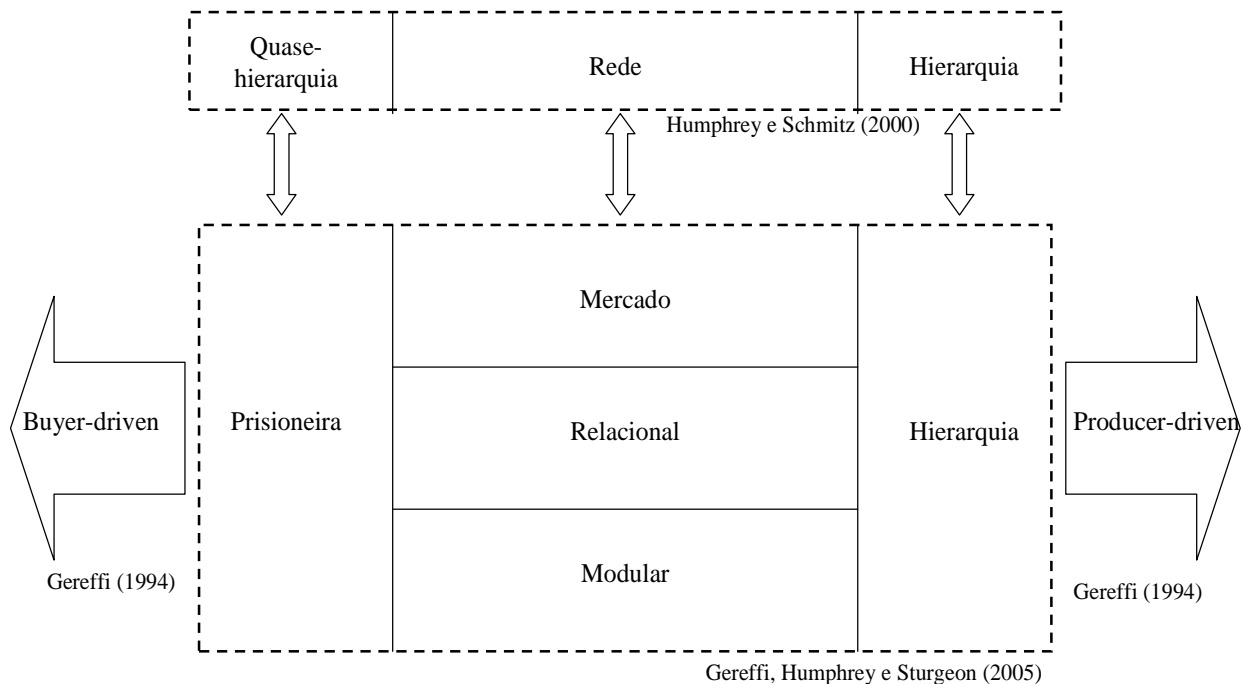 Quase-
hierarquia
Rede
Hierarquia
Humphrey e Schmitz (2000)
Mercado
Buyer-driven
Prisioneira
Relacional
Hierarquia
Producer-driven
Modular
Gereffi (1994)
Gereffi (1994)
Gereffi, Humphrey e Sturgeon (2005)